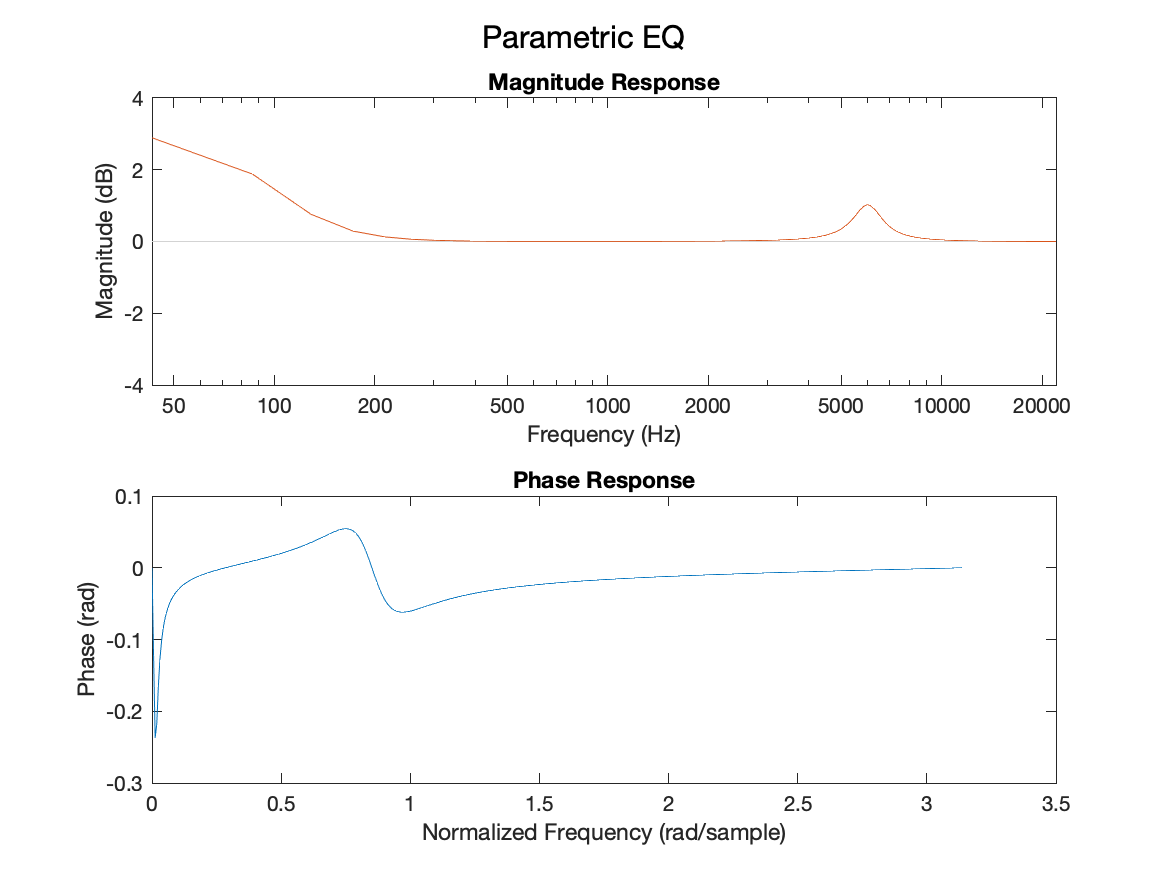 Parametric EQ
Magnitude Response
4
2
0
-2
-4
Magnitude (dB)
50 100 200 500 1000 2000 5000 10000 20000
Frequency (Hz)
Phase Response
0.1
0
-0.1
-0.2
-0.3
Phase (rad)
0 0.5 1 1.5 2 2.5 3 3.5
Normalized Frequency (rad/sample)